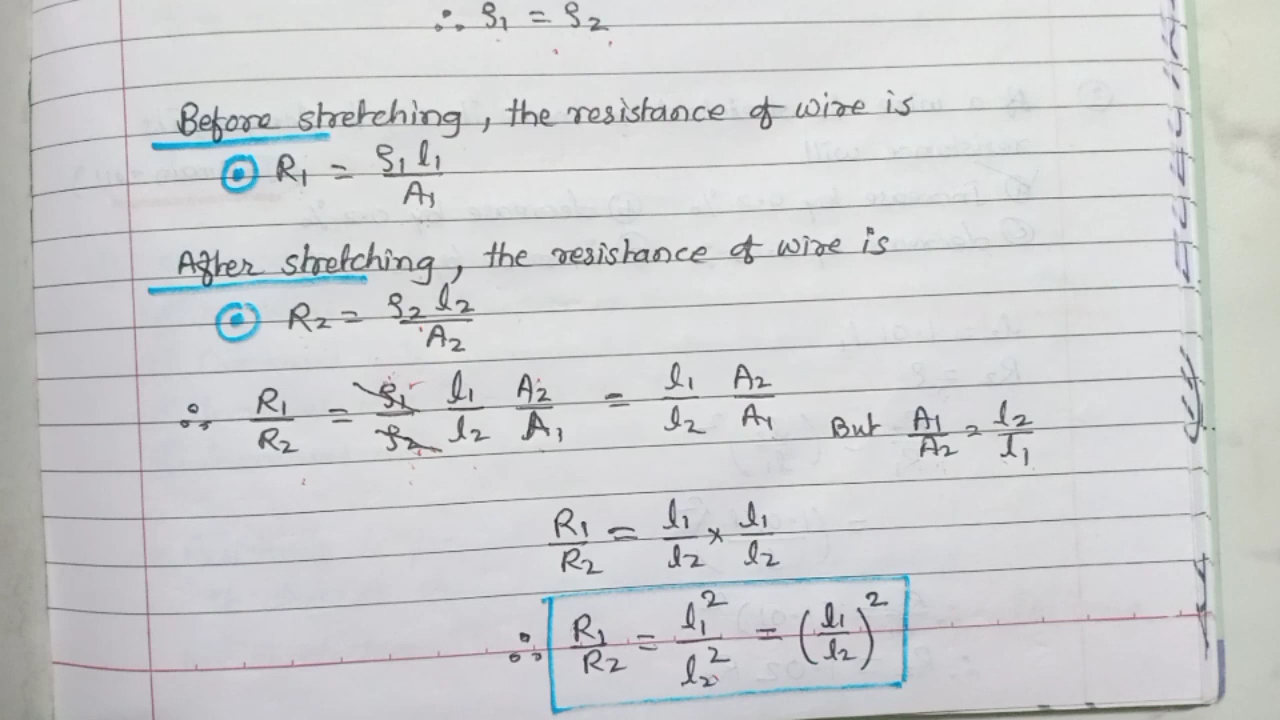 ∴ ρ₁ = ρ₂
Before stretching, the resistance of wire is
R₁ = ρ₁ l₁ / A₁
After stretching, the resistance of wire is
R₂ = ρ₂ l₂ / A₂
∴ R₁/R₂ = ρ₁/ρ₂ l₁/l₂ A₂/A₁ = l₁/l₂ A₂/A₁ But A₁/A₂ = l₂/l₁
R₁/R₂ = l₁/l₂ × l₁/l₂
∴ R₁/R₂ = l₁²/l₂² = (l₁/l₂)²